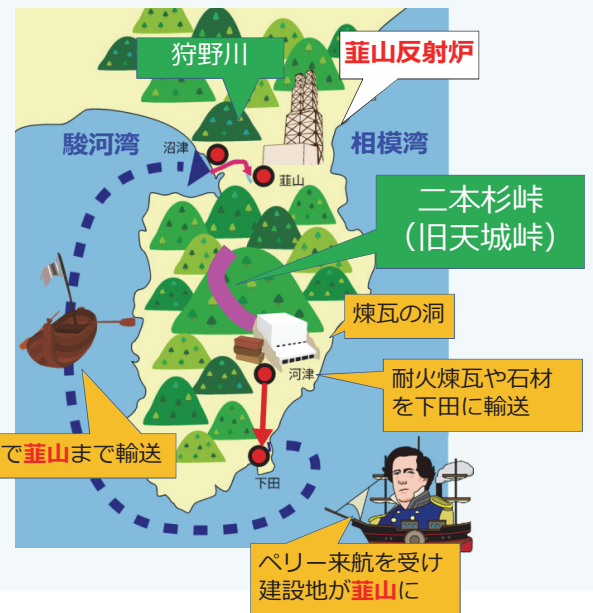 狩野川
韮山反射炉
駿河湾
沼津
相模湾
韮山
二本杉峠
（旧天城峠）
煉瓦の洞
河津
耐火煉瓦や石材
を下田に輸送
で韮山まで輸送
下田
ペリー来航を受け
建設地が韮山に